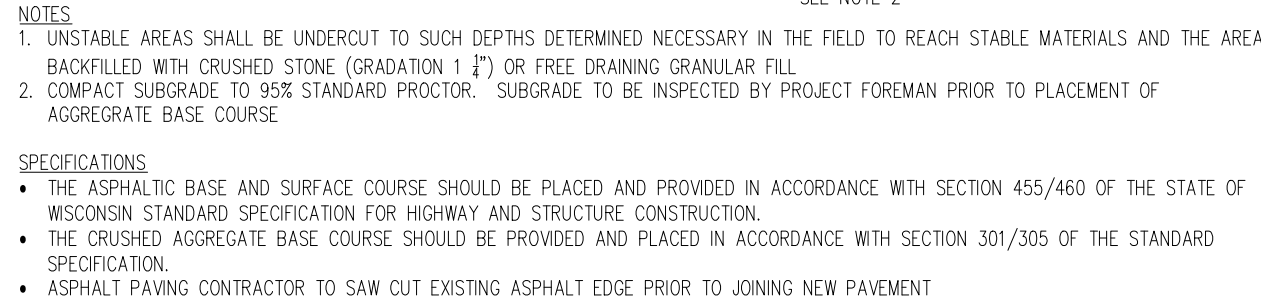 SEE NOTE 2
NOTES
1. UNSTABLE AREAS SHALL BE UNDERCUT TO SUCH DEPTHS DETERMINED NECESSARY IN THE FIELD TO REACH STABLE MATERIALS AND THE AREA
BACKFILLED WITH CRUSHED STONE (GRADATION 1 1/4") OR FREE DRAINING GRANULAR FILL
2. COMPACT SUBGRADE TO 95% STANDARD PROCTOR. SUBGRADE TO BE INSPECTED BY PROJECT FOREMAN PRIOR TO PLACEMENT OF
AGGREGRATE BASE COURSE
SPECIFICATIONS
• THE ASPHALTIC BASE AND SURFACE COURSE SHOULD BE PLACED AND PROVIDED IN ACCORDANCE WITH SECTION 455/460 OF THE STATE OF
WISCONSIN STANDARD SPECIFICATION FOR HIGHWAY AND STRUCTURE CONSTRUCTION.
• THE CRUSHED AGGREGATE BASE COURSE SHOULD BE PROVIDED AND PLACED IN ACCORDANCE WITH SECTION 301/305 OF THE STANDARD
SPECIFICATION.
• ASPHALT PAVING CONTRACTOR TO SAW CUT EXISTING ASPHALT EDGE PRIOR TO JOINING NEW PAVEMENT